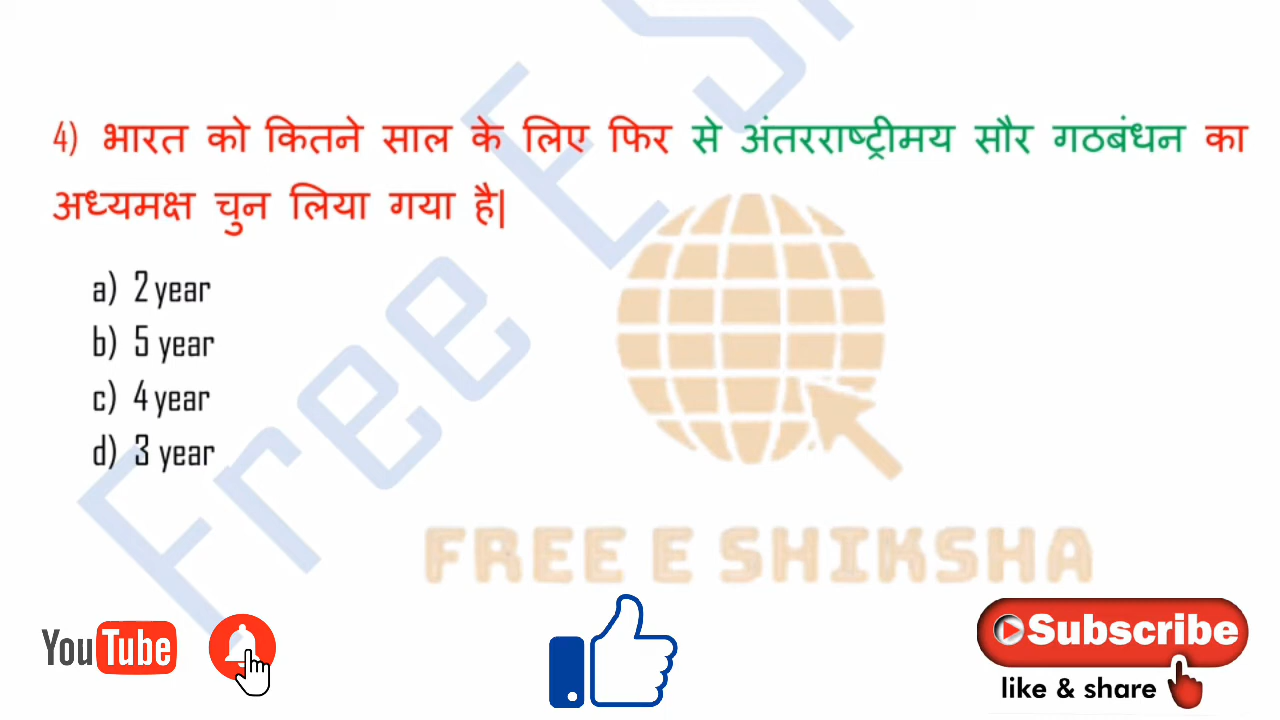 4) भारत को कितने साल के लिए फिर से अंतरराष्ट्रीमय सौर गठबंधन का
अध्यमक्ष चुन लिया गया है|
a) 2 year
b) 5 year
c) 4 year
d) 3 year
Free E S
FREE E SHIKSHA
YouTube
Subscribe
like & share